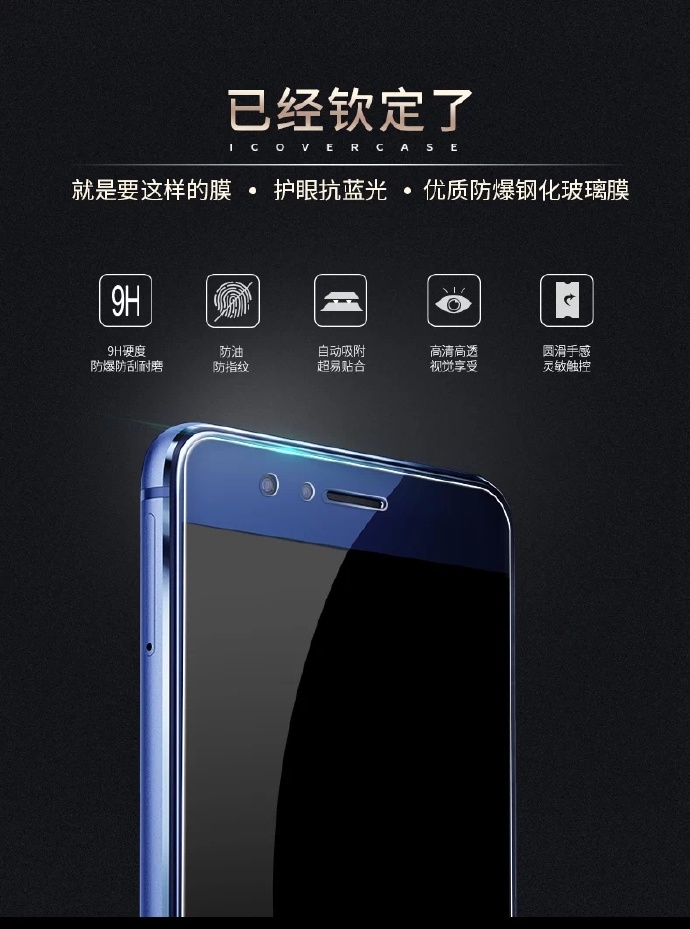 已经钦定了
ICOVERCASE
就是要这样的膜 • 护眼抗蓝光 • 优质防爆钢化玻璃膜
9H
9H硬度
防爆防刮耐磨
防油
防指纹
自动吸附
超易贴合
高清高透
视觉享受
圆滑手感
灵敏触控